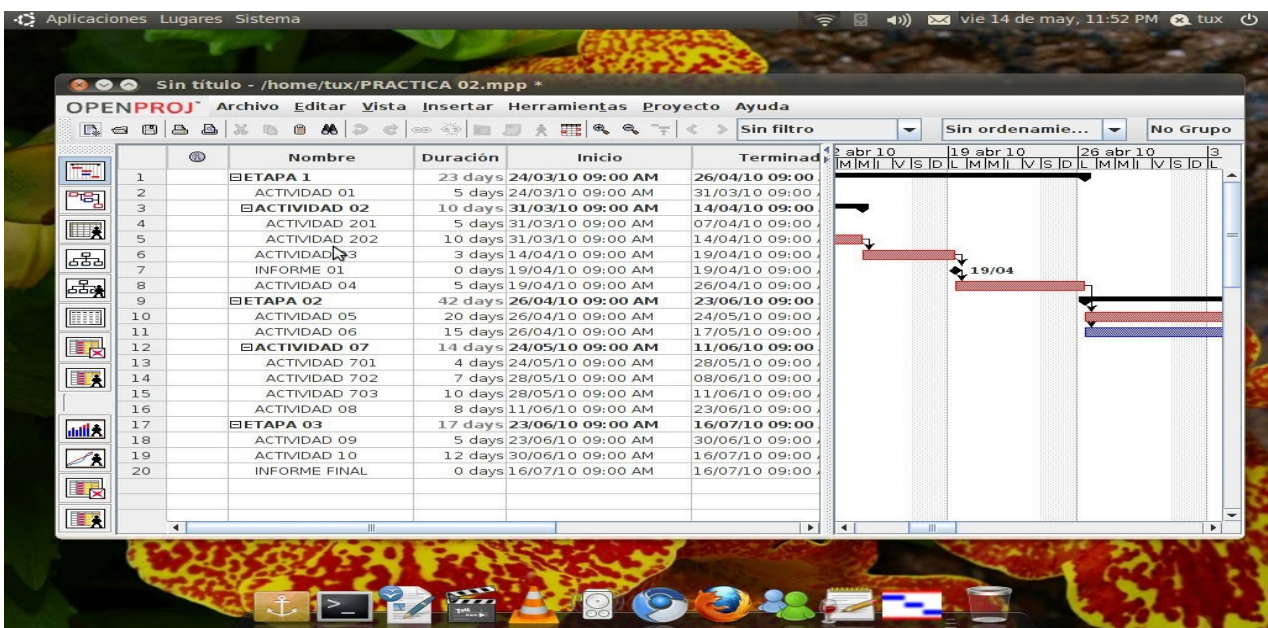 Aplicaciones Lugares Sistema vie 14 de may, 11:52 PM tux
Sin título - /home/tux/PRACTICA 02.mpp *
OPENPROJ Archivo Editar Vista Insertar Herramientas Proyecto Ayuda
Sin filtro Sin ordenamie... No Grupo
Nombre Duración Inicio Terminad abr 10 19 abr 10 26 abr 10 3
M M I V S D L M M I V S D L M M I V S D L
1 ETAPA 1 23 days 24/03/10 09:00 AM 26/04/10 09:00
2 ACTIVIDAD 01 5 days 24/03/10 09:00 AM 31/03/10 09:00
3 ACTIVIDAD 02 10 days 31/03/10 09:00 AM 14/04/10 09:00
4 ACTIVIDAD 201 5 days 31/03/10 09:00 AM 07/04/10 09:00
5 ACTIVIDAD 202 10 days 31/03/10 09:00 AM 14/04/10 09:00
6 ACTIVIDAD 3 3 days 14/04/10 09:00 AM 19/04/10 09:00
7 INFORME 01 0 days 19/04/10 09:00 AM 19/04/10 09:00 19/04
8 ACTIVIDAD 04 5 days 19/04/10 09:00 AM 26/04/10 09:00
9 ETAPA 02 42 days 26/04/10 09:00 AM 23/06/10 09:00
10 ACTIVIDAD 05 20 days 26/04/10 09:00 AM 24/05/10 09:00
11 ACTIVIDAD 06 15 days 26/04/10 09:00 AM 17/05/10 09:00
12 ACTIVIDAD 07 14 days 24/05/10 09:00 AM 11/06/10 09:00
13 ACTIVIDAD 701 4 days 24/05/10 09:00 AM 28/05/10 09:00
14 ACTIVIDAD 702 7 days 28/05/10 09:00 AM 08/06/10 09:00
15 ACTIVIDAD 703 10 days 28/05/10 09:00 AM 11/06/10 09:00
16 ACTIVIDAD 08 8 days 11/06/10 09:00 AM 23/06/10 09:00
17 ETAPA 03 17 days 23/06/10 09:00 AM 16/07/10 09:00
18 ACTIVIDAD 09 5 days 23/06/10 09:00 AM 30/06/10 09:00
19 ACTIVIDAD 10 12 days 30/06/10 09:00 AM 16/07/10 09:00
20 INFORME FINAL 0 days 16/07/10 09:00 AM 16/07/10 09:00